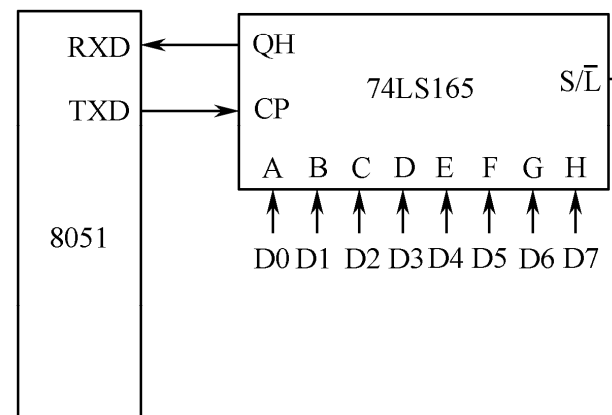 RXD
TXD
8051
QH
CP
74LS165
S/L̅
A B C D E F G H
D0 D1 D2 D3 D4 D5 D6 D7